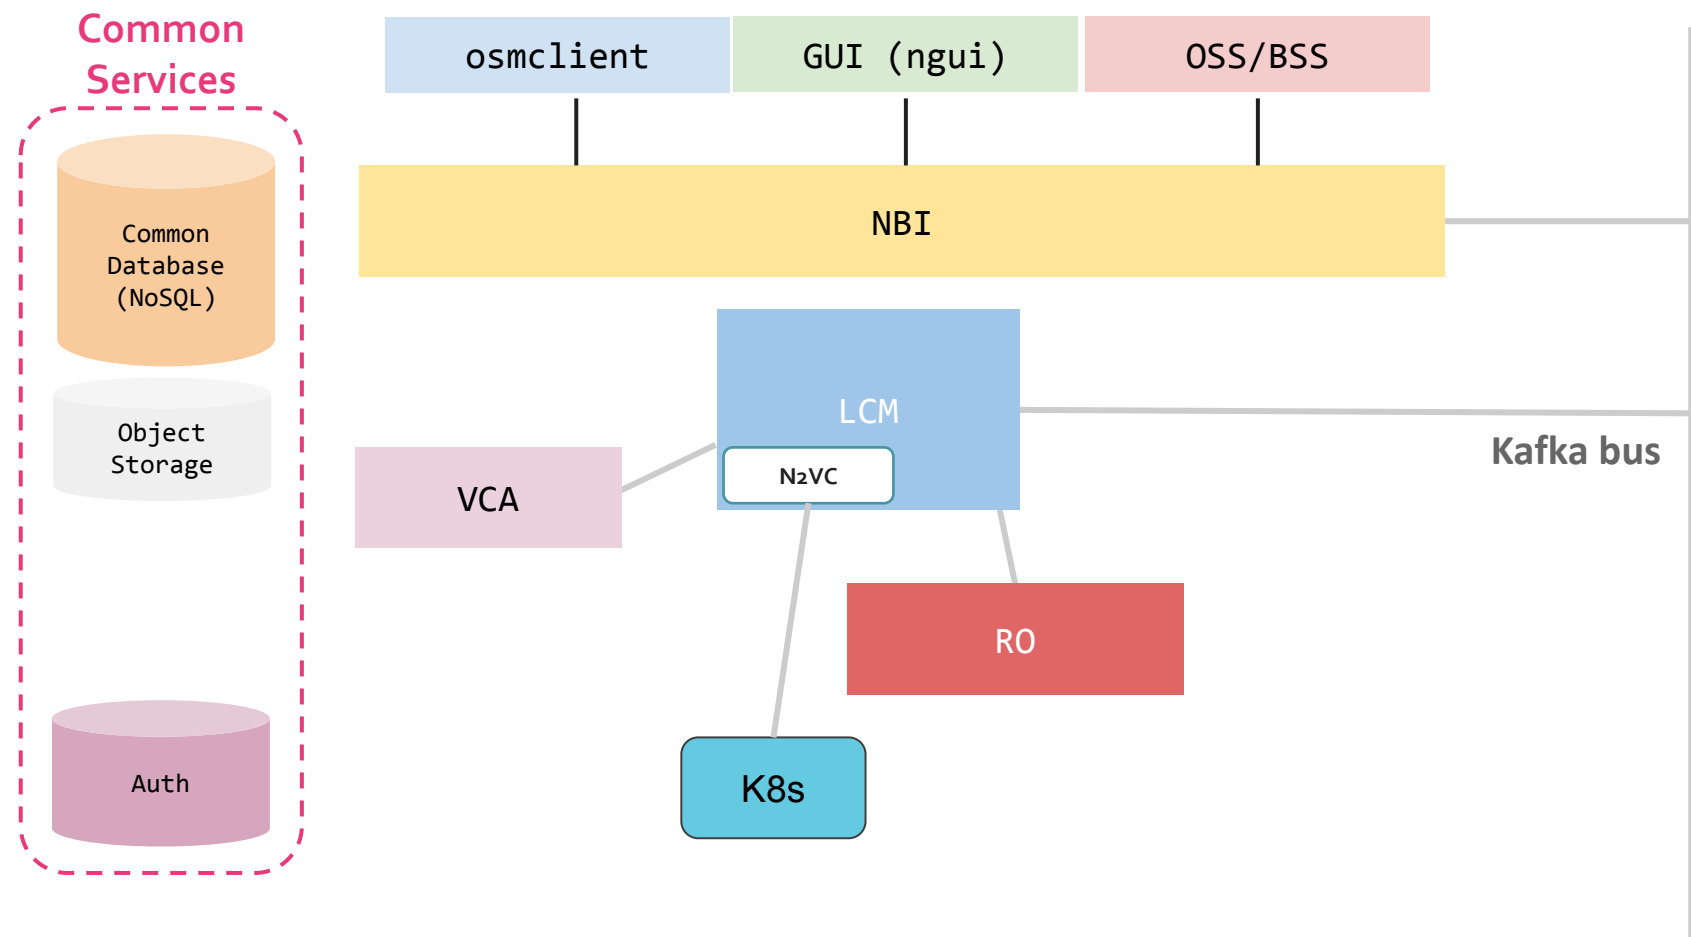 Common
Services
osmclient
GUI (ngui)
OSS/BSS
Common
Database
(NoSQL)
NBI
Object
Storage
LCM
Kafka bus
N2VC
VCA
RO
Auth
K8s